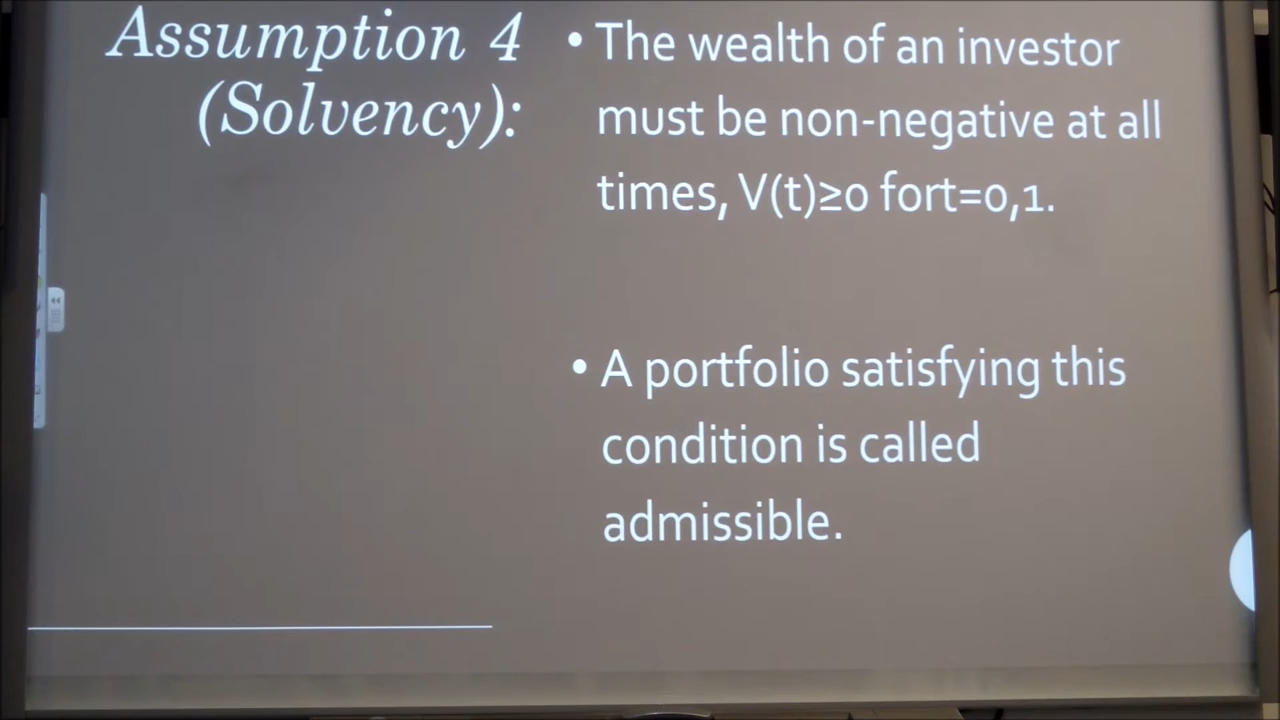 Assumption 4
(Solvency):
• The wealth of an investor
must be non-negative at all
times, V(t)≥0 fort=0,1.
• A portfolio satisfying this
condition is called
admissible.